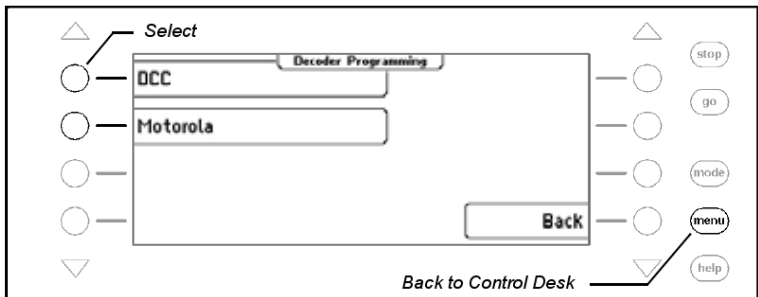 Select
stop
Decoder Programming
DCC
go
Motorola
mode
Back
menu
Back to Control Desk
help